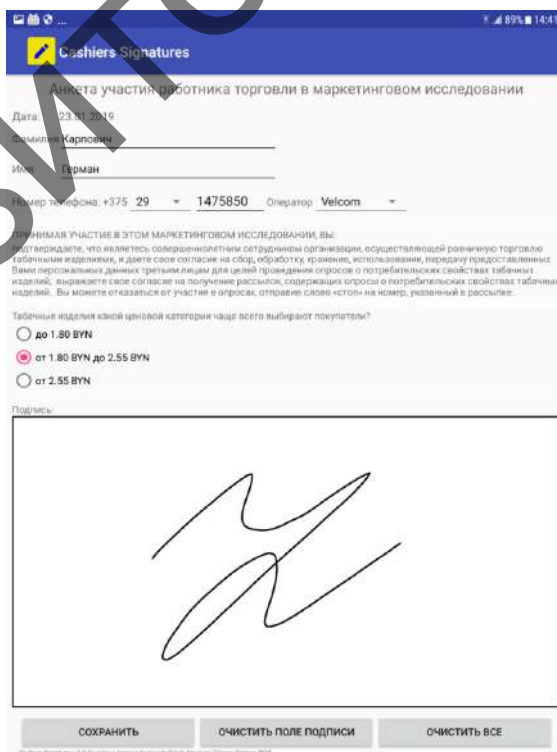 ... 89% 14:41
Cashiers Signatures
Анкета участия работника торговли в маркетинговом исследовании
Дата: 23.01.2019
Фамилия Карпович
Имя Герман
Номер телефона: +375 29 1475850 Оператор Velcom
ПРИНИМАЯ УЧАСТИЕ В ЭТОМ МАРКЕТИНГОВОМ ИССЛЕДОВАНИИ, ВЫ:
подтверждаете, что являетесь совершеннолетним сотрудником организации, осуществляющей розничную торговлю
табачными изделиями, и даете свое согласие на сбор, обработку, хранение, использование, передачу предоставленных
Вами персональных данных третьим лицам для целей проведения опросов о потребительских свойствах табачных
изделий; выражаете свое согласие на получение рассылок, содержащих опросы о потребительских свойствах табачных
изделий. Вы можете отказаться от участия в опросах, отправив слово «стоп» на номер, указанный в рассылке.
Табачные изделия какой ценовой категории чаще всего выбирают покупатели?
до 1.80 BYN
от 1.80 BYN до 2.55 BYN
от 2.55 BYN
Подпись:
СОХРАНИТЬ ОЧИСТИТЬ ПОЛЕ ПОДПИСИ ОЧИСТИТЬ ВСЕ